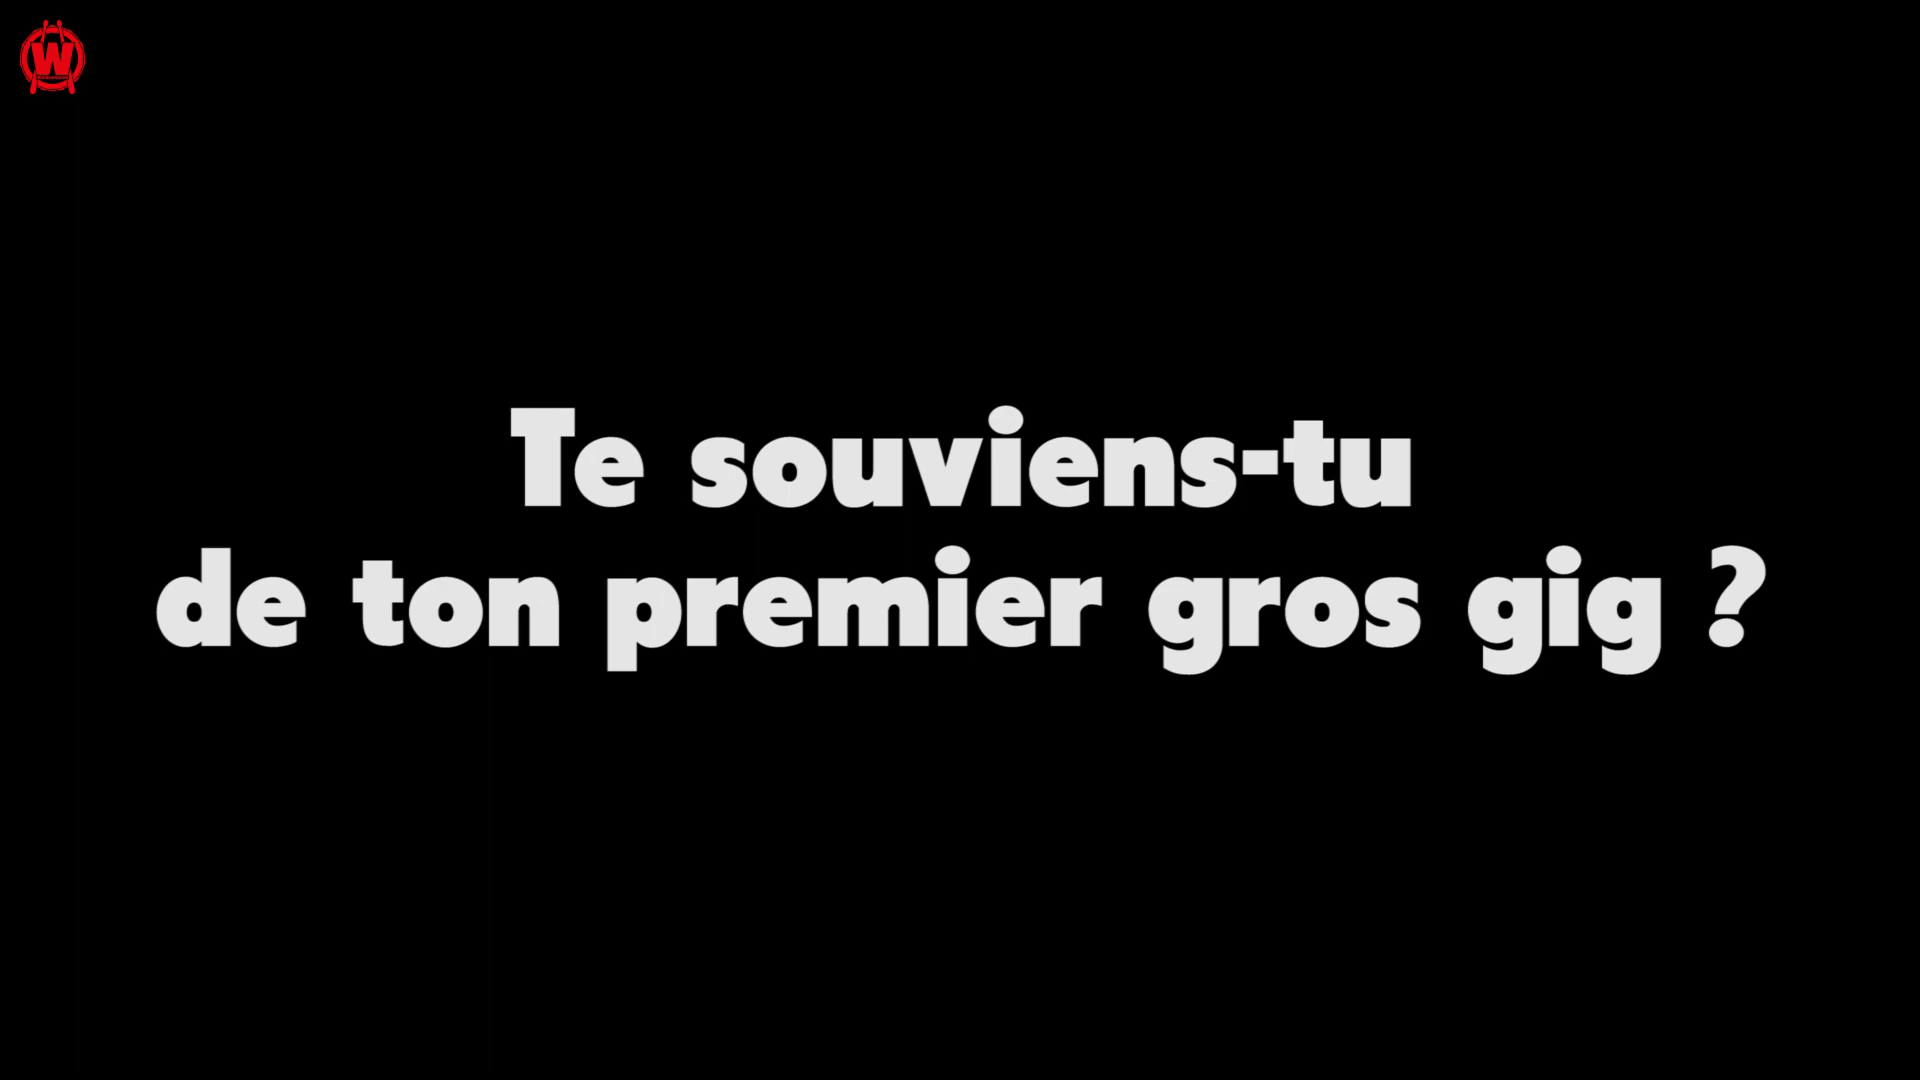 W
Te souviens-tu
de ton premier gros gig ?